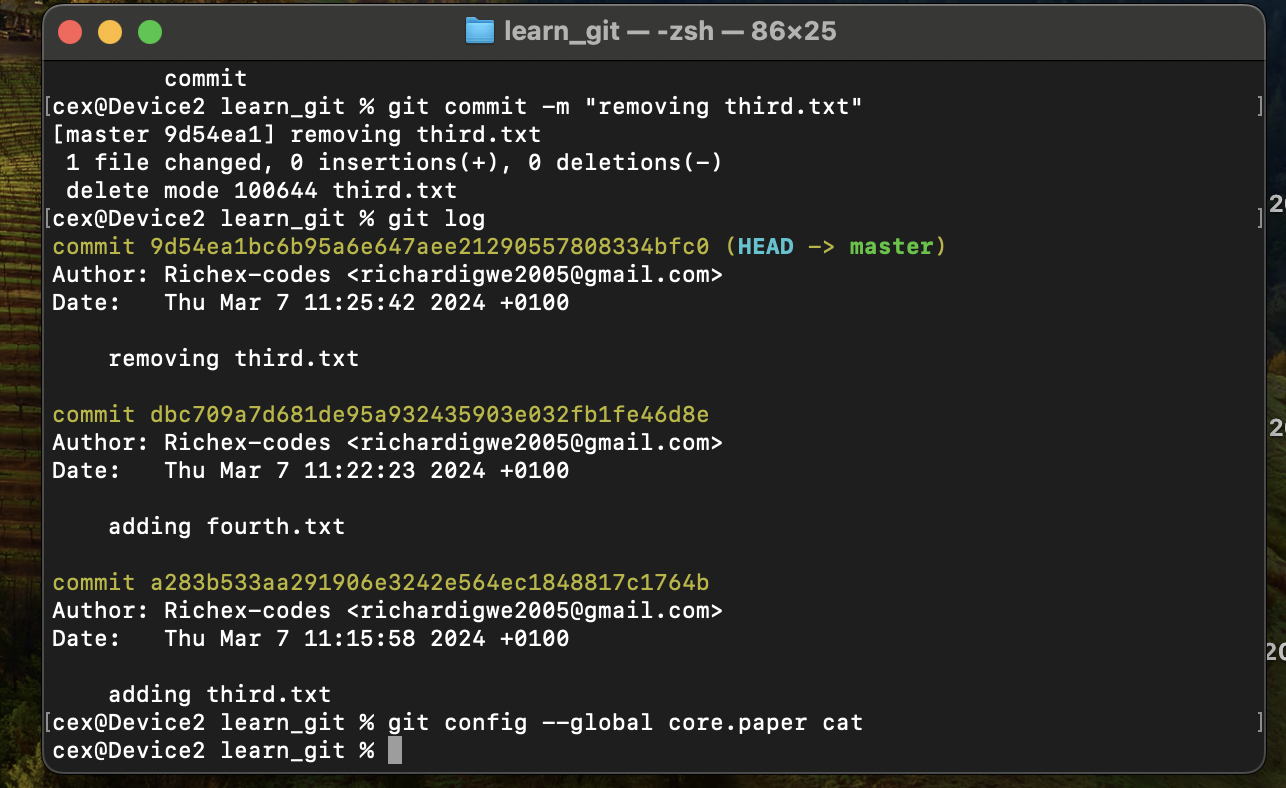 learn_git — -zsh — 86×25
commit
[cex@Device2 learn_git % git commit -m "removing third.txt" ]
[master 9d54ea1] removing third.txt
1 file changed, 0 insertions(+), 0 deletions(-)
delete mode 100644 third.txt
[cex@Device2 learn_git % git log ]
commit 9d54ea1bc6b95a6e647aee21290557808334bfc0 (HEAD -> master)
Author: Richex-codes <richardigwe2005@gmail.com>
Date:   Thu Mar 7 11:25:42 2024 +0100
removing third.txt
commit dbc709a7d681de95a932435903e032fb1fe46d8e
Author: Richex-codes <richardigwe2005@gmail.com>
Date:   Thu Mar 7 11:22:23 2024 +0100
adding fourth.txt
commit a283b533aa291906e3242e564ec1848817c1764b
Author: Richex-codes <richardigwe2005@gmail.com>
Date:   Thu Mar 7 11:15:58 2024 +0100
adding third.txt
[cex@Device2 learn_git % git config --global core.paper cat ]
cex@Device2 learn_git %